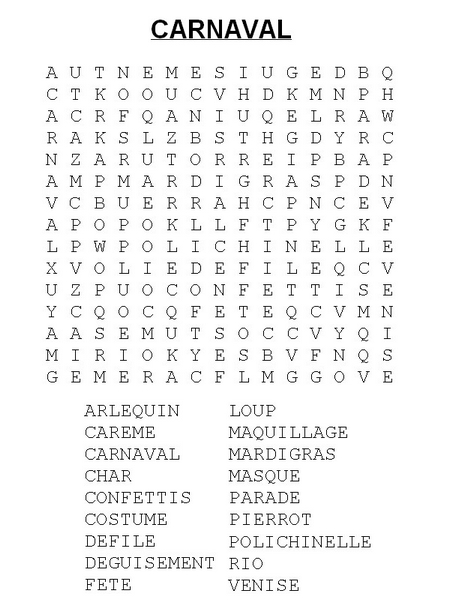 CARNAVAL
A U T N E M E S I U G E D B Q
C T K O O U C V H D K M N P H
A C R F Q A N I U Q E L R A W
R A K S L Z B S T H G D Y R C
N Z A R U T O R R E I P B A P
A M P M A R D I G R A S P D N
V C B U E R R A H C P N C E V
A P O P O K L L F T P Y G K F
L P W P O L I C H I N E L L E
X V O L I E D E F I L E Q C V
U Z P U O C O N F E T T I S E
Y C Q O C Q F E T E Q C V M N
A A S E M U T S O C C V Y Q I
M I R I O K Y E S B V F N Q S
G E M E R A C F L M G G O V E
ARLEQUIN LOUP
CAREME MAQUILLAGE
CARNAVAL MARDIGRAS
CHAR MASQUE
CONFETTIS PARADE
COSTUME PIERROT
DEFILE POLICHINELLE
DEGUISEMENT RIO
FETE VENISE